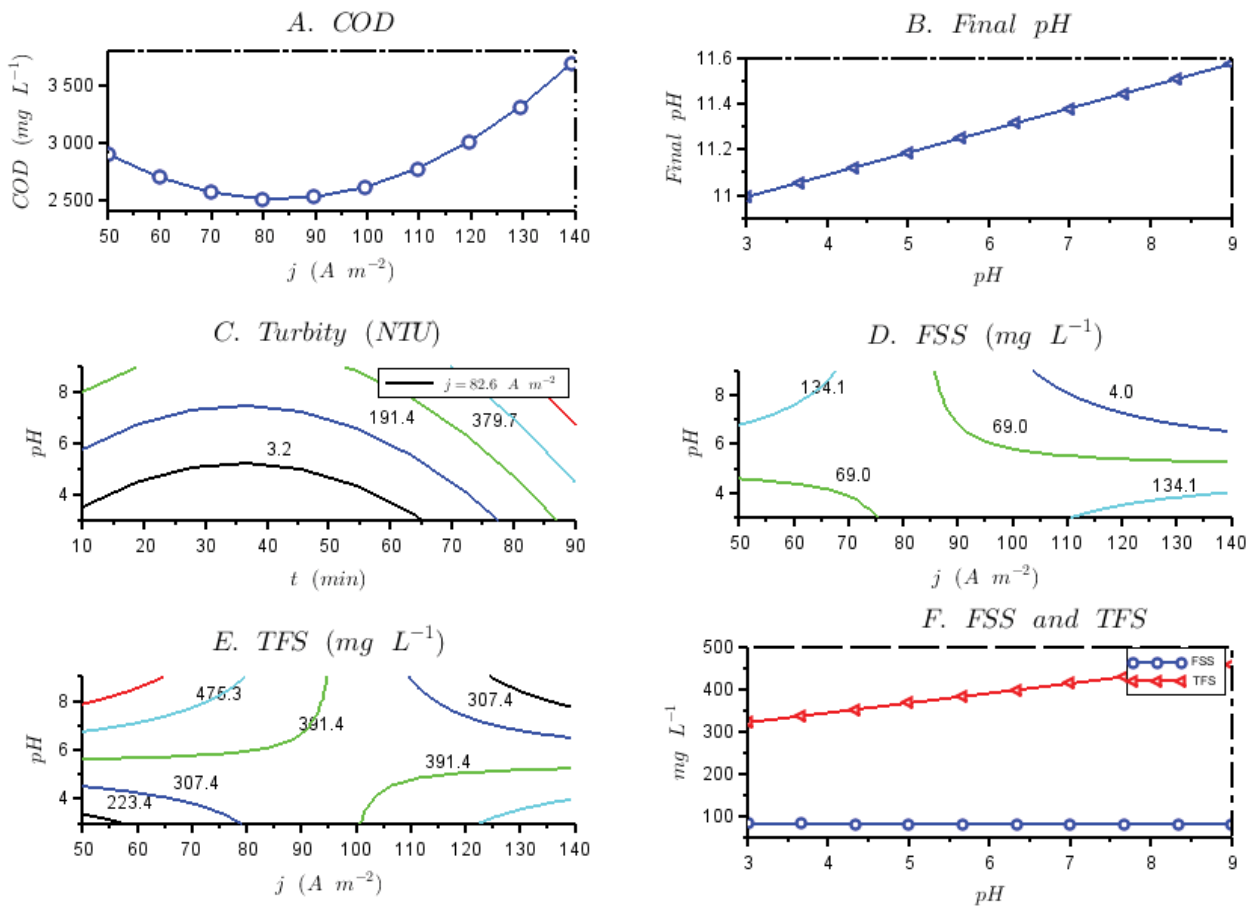 A. COD
COD (mg L⁻¹)
3 500
3 000
2 500
50 60 70 80 90 100 110 120 130 140
j (A m⁻²)
B. Final pH
Final pH
11.6
11.4
11.2
11
3 4 5 6 7 8 9
pH
C. Turbity (NTU)
pH
8
6
4
j = 82.6 A m⁻²
191.4
379.7
3.2
10 20 30 40 50 60 70 80 90
t (min)
D. FSS (mg L⁻¹)
8
6
4
134.1
4.0
69.0
69.0
134.1
50 60 70 80 90 100 110 120 130 140
j (A m⁻²)
E. TFS (mg L⁻¹)
pH
8
6
4
475.3
307.4
391.4
391.4
307.4
223.4
50 60 70 80 90 100 110 120 130 140
j (A m⁻²)
F. FSS and TFS
mg L⁻¹
500
400
300
200
100
FSS
TFS
3 4 5 6 7 8 9
pH